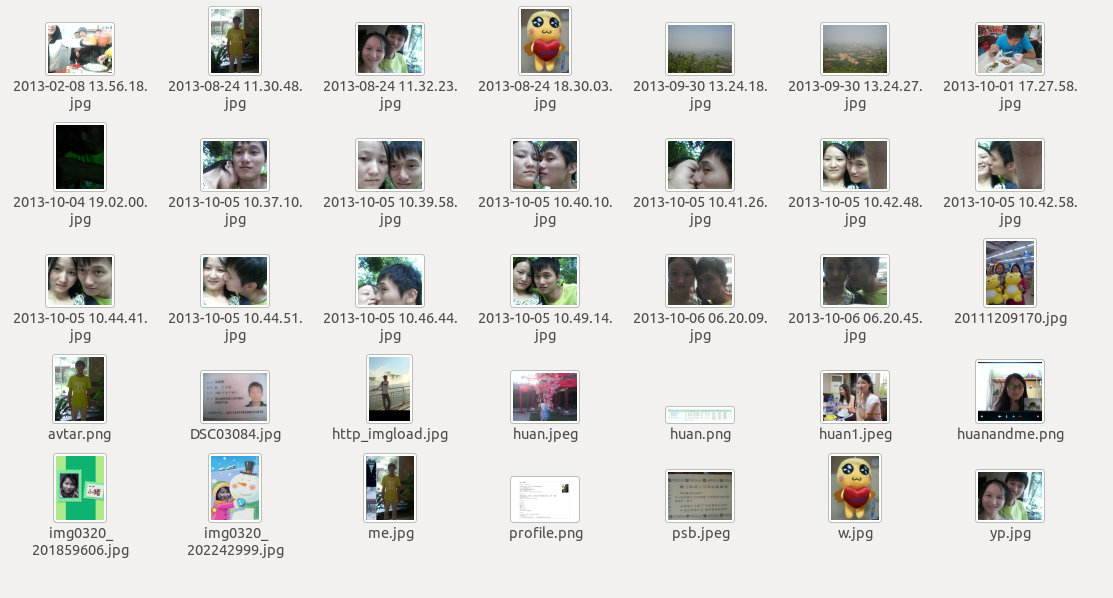 2013-02-08 13.56.18.
jpg
2013-08-24 11.30.48.
jpg
2013-08-24 11.32.23.
jpg
2013-08-24 18.30.03.
jpg
2013-09-30 13.24.18.
jpg
2013-09-30 13.24.27.
jpg
2013-10-01 17.27.58.
jpg
2013-10-04 19.02.00.
jpg
2013-10-05 10.37.10.
jpg
2013-10-05 10.39.58.
jpg
2013-10-05 10.40.10.
jpg
2013-10-05 10.41.26.
jpg
2013-10-05 10.42.48.
jpg
2013-10-05 10.42.58.
jpg
2013-10-05 10.44.41.
jpg
2013-10-05 10.44.51.
jpg
2013-10-05 10.46.44.
jpg
2013-10-05 10.49.14.
jpg
2013-10-06 06.20.09.
jpg
2013-10-06 06.20.45.
jpg
20111209170.jpg
avtar.png
DSC03084.jpg
http_imgload.jpg
huan.jpeg
huan.png
huan1.jpeg
huanandme.png
img0320_
201859606.jpg
img0320_
202242999.jpg
me.jpg
profile.png
psb.jpeg
w.jpg
yp.jpg